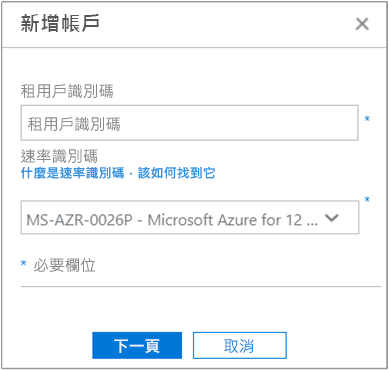 新增帳戶
租用戶識別碼
租用戶識別碼
*
速率識別碼
什麼是速率識別碼，該如何找到它
*
MS-AZR-0026P - Microsoft Azure for 12 ...
* 必要欄位
下一頁 取消